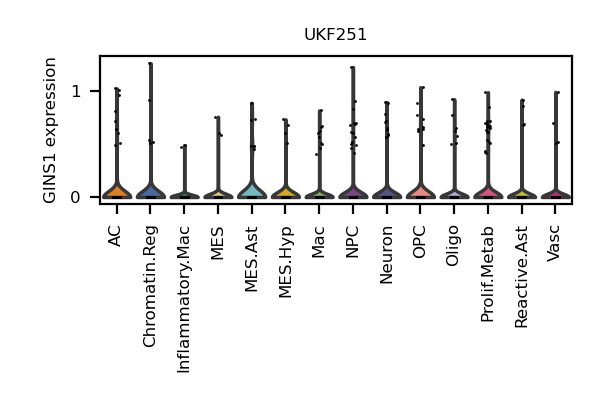 UKF251
GINS1 expression
1
0
AC
Chromatin.Reg
Inflammatory.Mac
MES
MES.Ast
MES.Hyp
Mac
NPC
Neuron
OPC
Oligo
Prolif.Metab
Reactive.Ast
Vasc